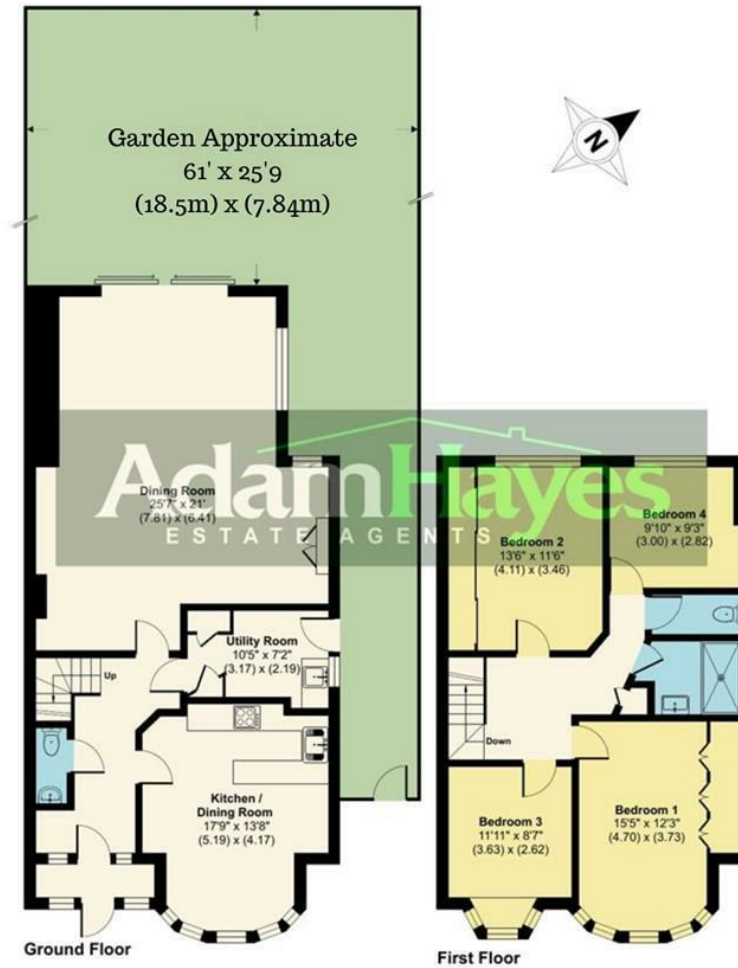 Garden Approximate
61' x 25'9
(18.5m) x (7.84m)
N
AdamHayes
ESTATE AGENTS
Dining Room
25'7" x 21'
(7.81) x (6.41)
Utility Room
10'5" x 7'2"
(3.17) x (2.19)
Up
Kitchen /
Dining Room
17'9" x 13'8"
(5.19) x (4.17)
Ground Floor
Bedroom 2
13'6" x 11'6"
(4.11) x (3.46)
Bedroom 4
9'10" x 9'3"
(3.00) x (2.82)
Down
Bedroom 3
11'11" x 8'7"
(3.63) x (2.62)
Bedroom 1
15'5" x 12'3"
(4.70) x (3.73)
First Floor